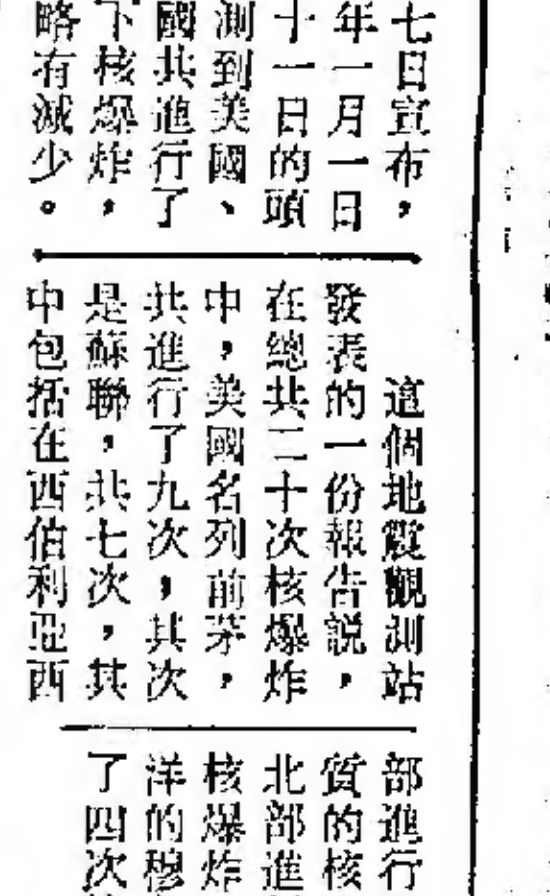 七日宣布，
年一月一日
十一日的頭
測到美國、
國共進行了
下核爆炸，
略有減少。
這個地震觀測站
發表的一份報告説，
在總共二十次核爆炸
中，美國名列前茅，
共進行了九次，其次
是蘇聯，共七次，其
中包括在西伯利亞西
部進行
質的核
北部進
核爆炸
洋的穆
了四次